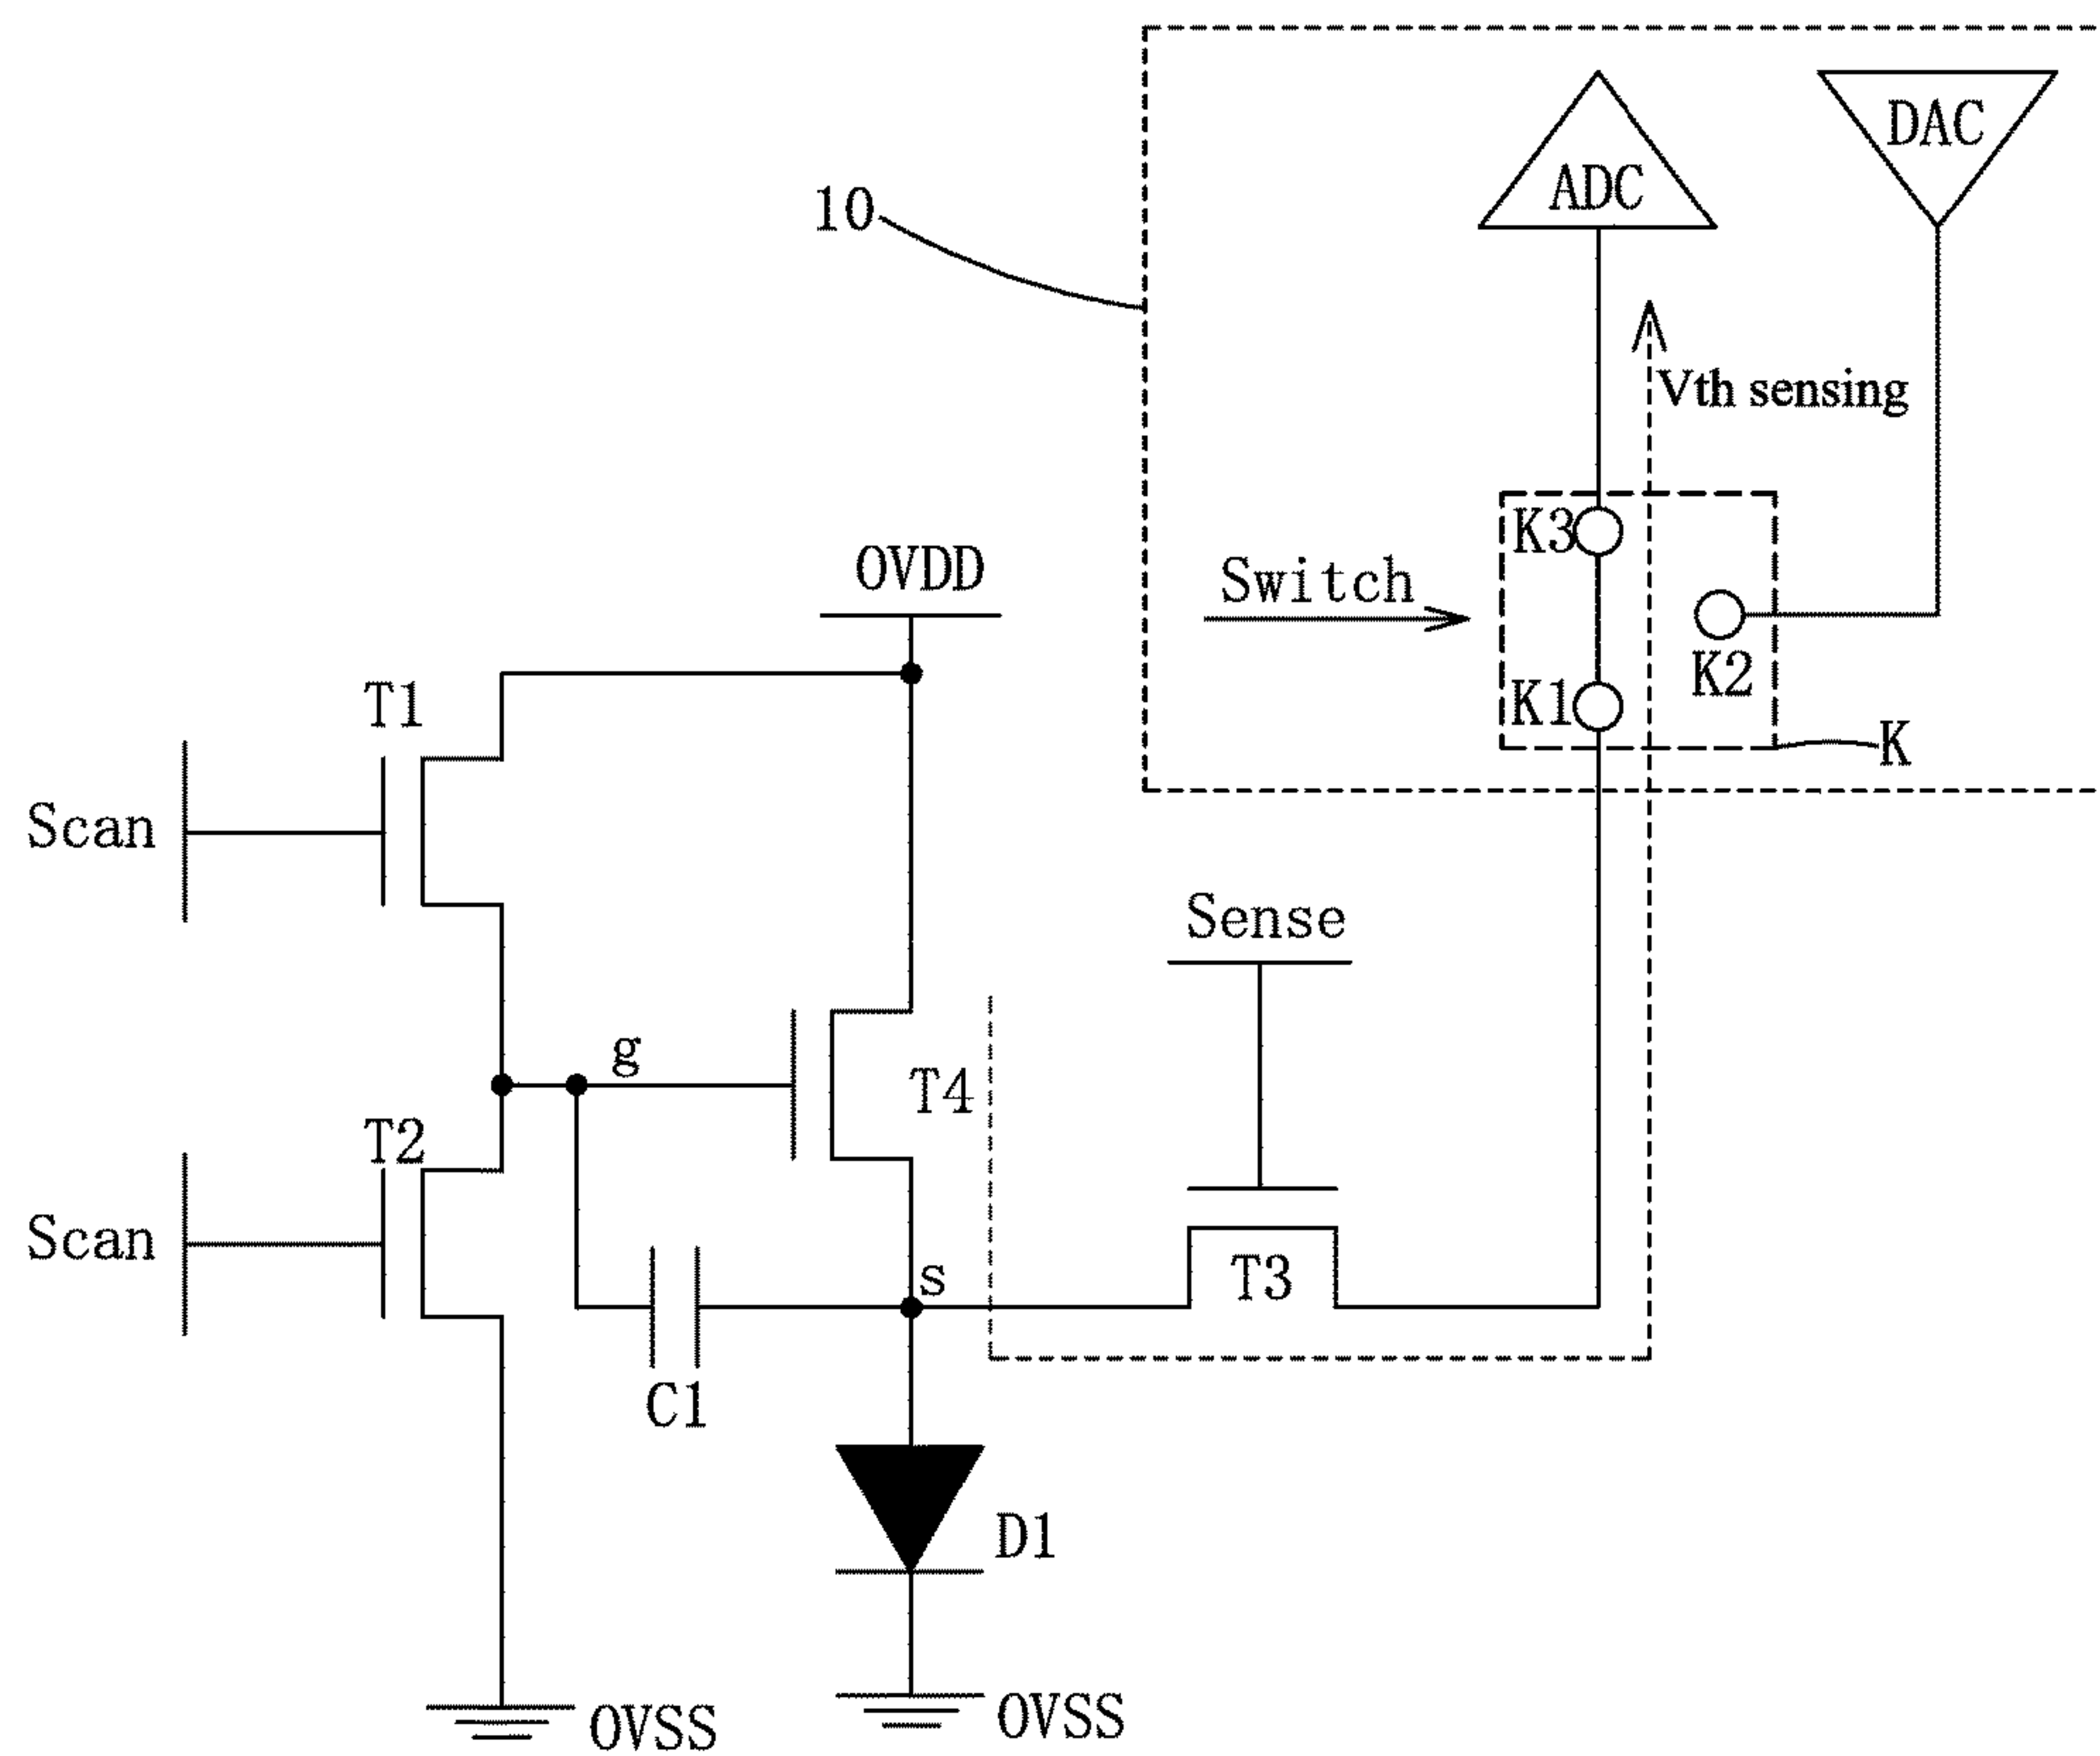 DAC
ADC
10
Vth sensing
K3
Switch
OVDD
K2
K1
T1
K
Scan
Sense
g
T4
T2
Scan
s
T3
C1
D1
OVSS
OVSS